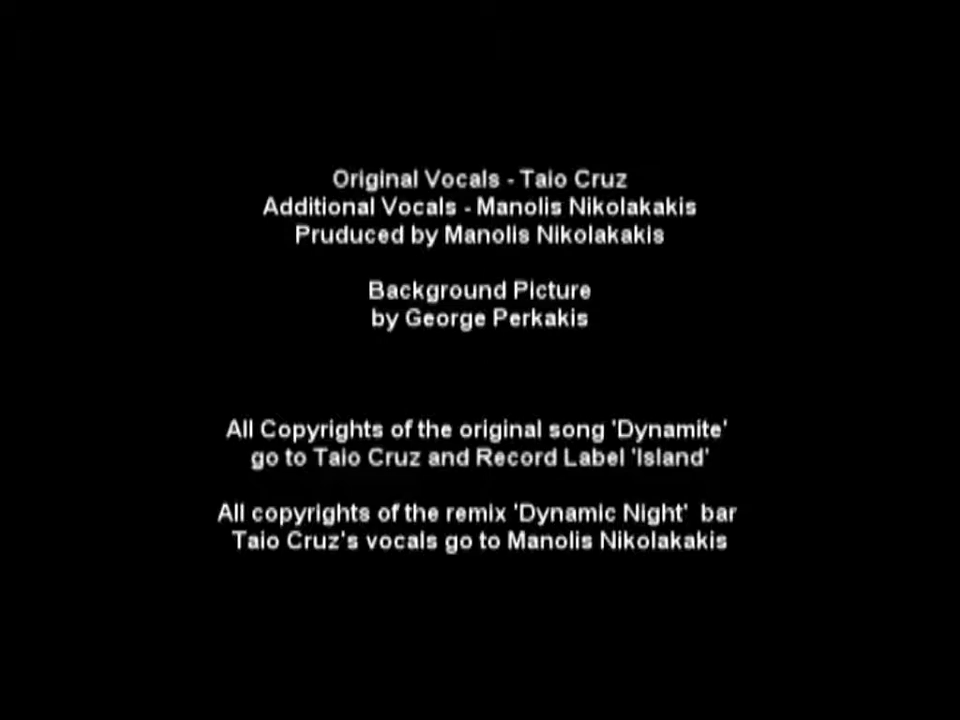 Original Vocals - Taio Cruz
Additional Vocals - Manolis Nikolakakis
Pruduced by Manolis Nikolakakis
Background Picture
by George Perkakis
All Copyrights of the original song 'Dynamite'
go to Taio Cruz and Record Label 'Island'
All copyrights of the remix 'Dynamic Night'  bar
Taio Cruz's vocals go to Manolis Nikolakakis